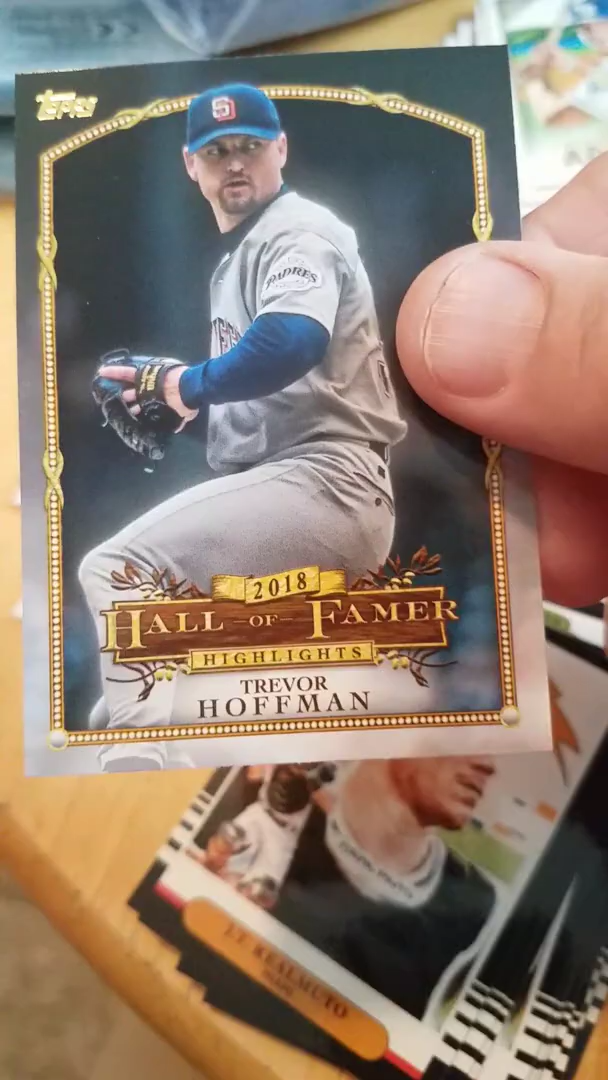 Topps
S
PADRES
2018
HALL -OF- FAMER
HIGHLIGHTS
TREVOR
HOFFMAN
J.T. REALMUTO